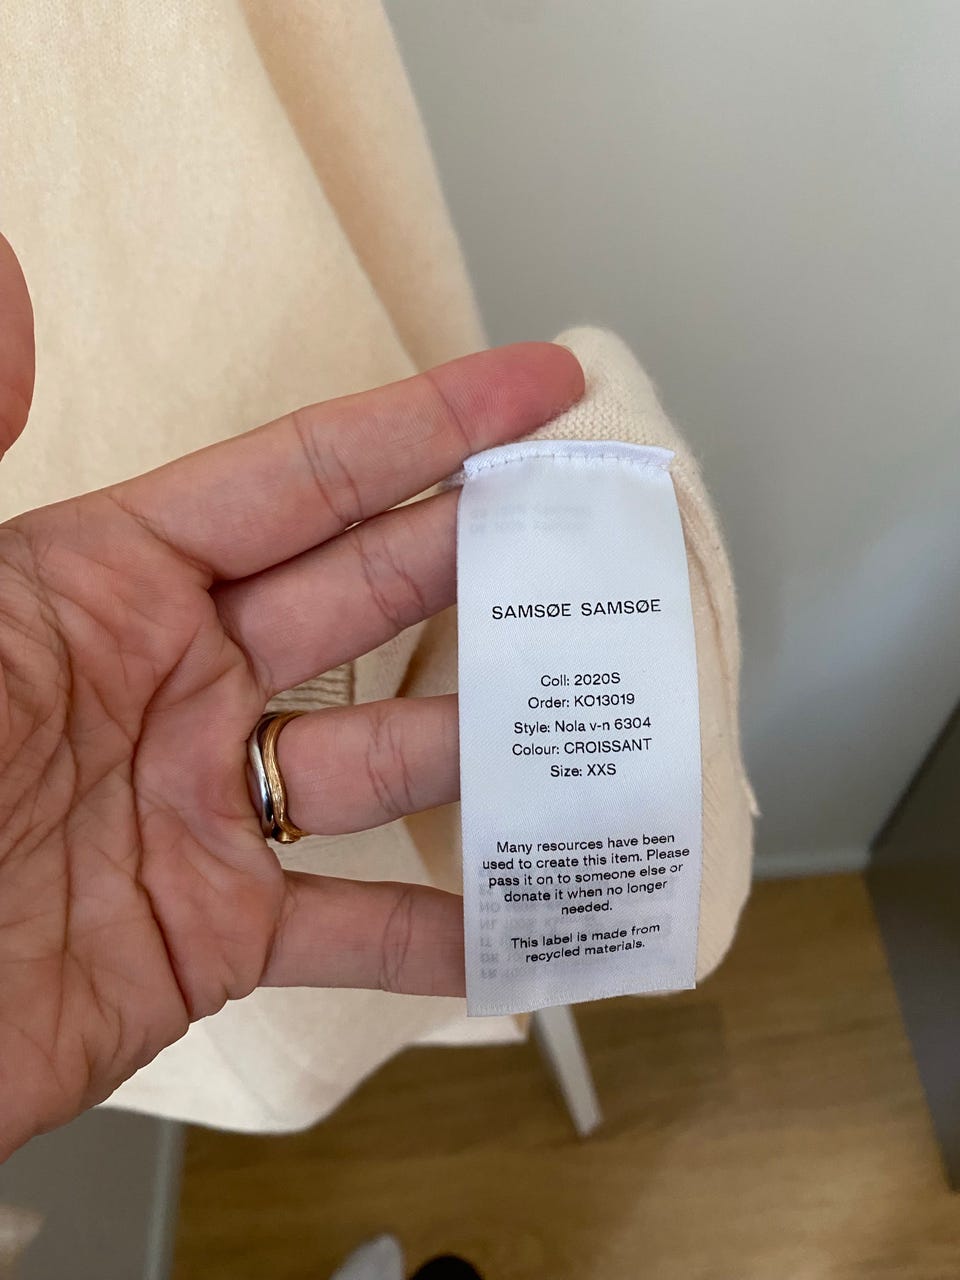 SAMSØE SAMSØE
Coll: 2020S
Order: KO13019
Style: Nola v-n 6304
Colour: CROISSANT
Size: XXS
Many resources have been
used to create this item. Please
pass it on to someone else or
donate it when no longer
needed.
This label is made from
recycled materials.